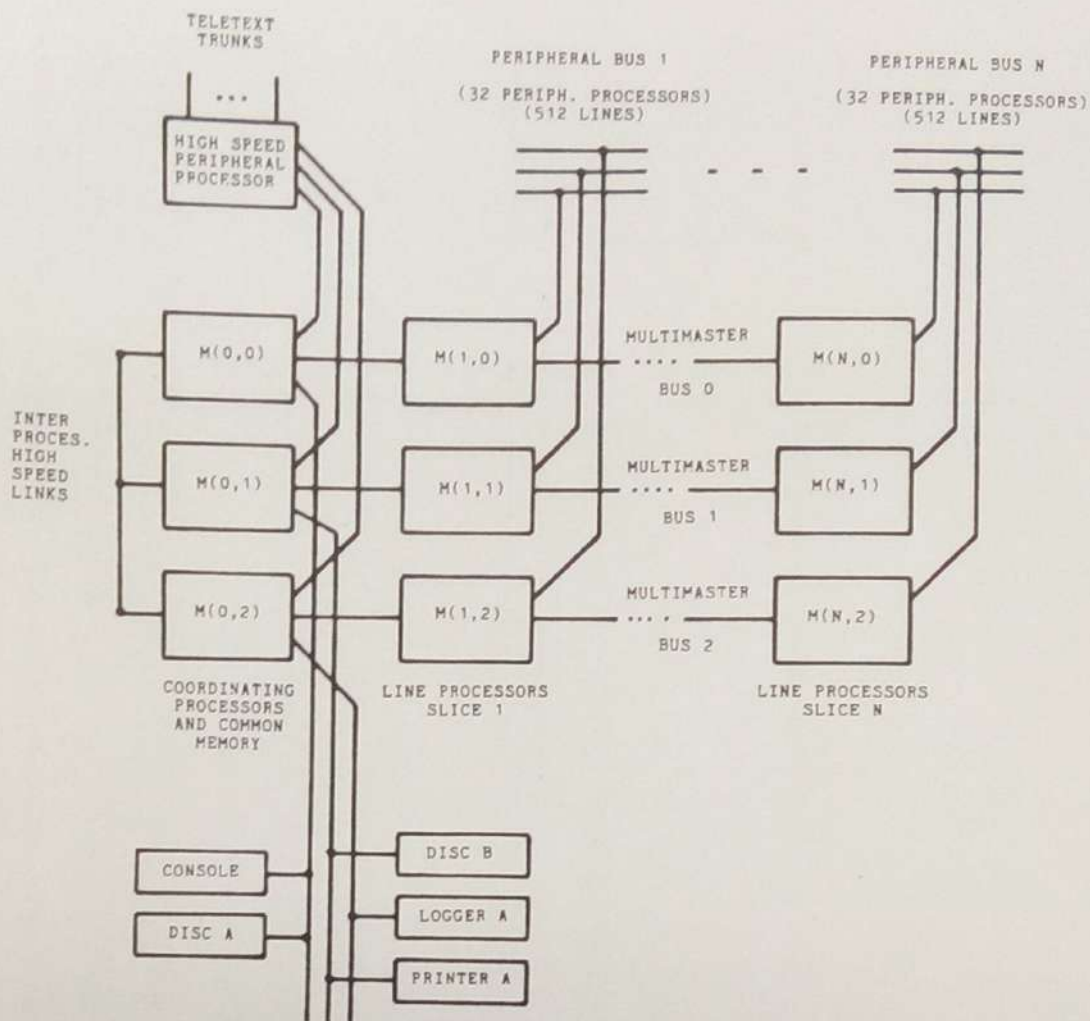 TELETEXT
TRUNKS
...
HIGH SPEED
PERIPHERAL
PROCESSOR
PERIPHERAL BUS 1
(32 PERIPH. PROCESSORS)
(512 LINES)
- - -
PERIPHERAL BUS N
(32 PERIPH. PROCESSORS)
(512 LINES)
M(0,0)
M(1,0)
MULTIMASTER
....
BUS 0
M(N,0)
INTER
PROCES.
HIGH
SPEED
LINKS
M(0,1)
M(1,1)
MULTIMASTER
....
BUS 1
M(N,1)
M(0,2)
M(1,2)
MULTIMASTER
....
BUS 2
M(N,2)
COORDINATING
PROCESSORS
AND COMMON
MEMORY
LINE PROCESSORS
SLICE 1
LINE PROCESSORS
SLICE N
CONSOLE
DISC A
DISC B
LOGGER A
PRINTER A